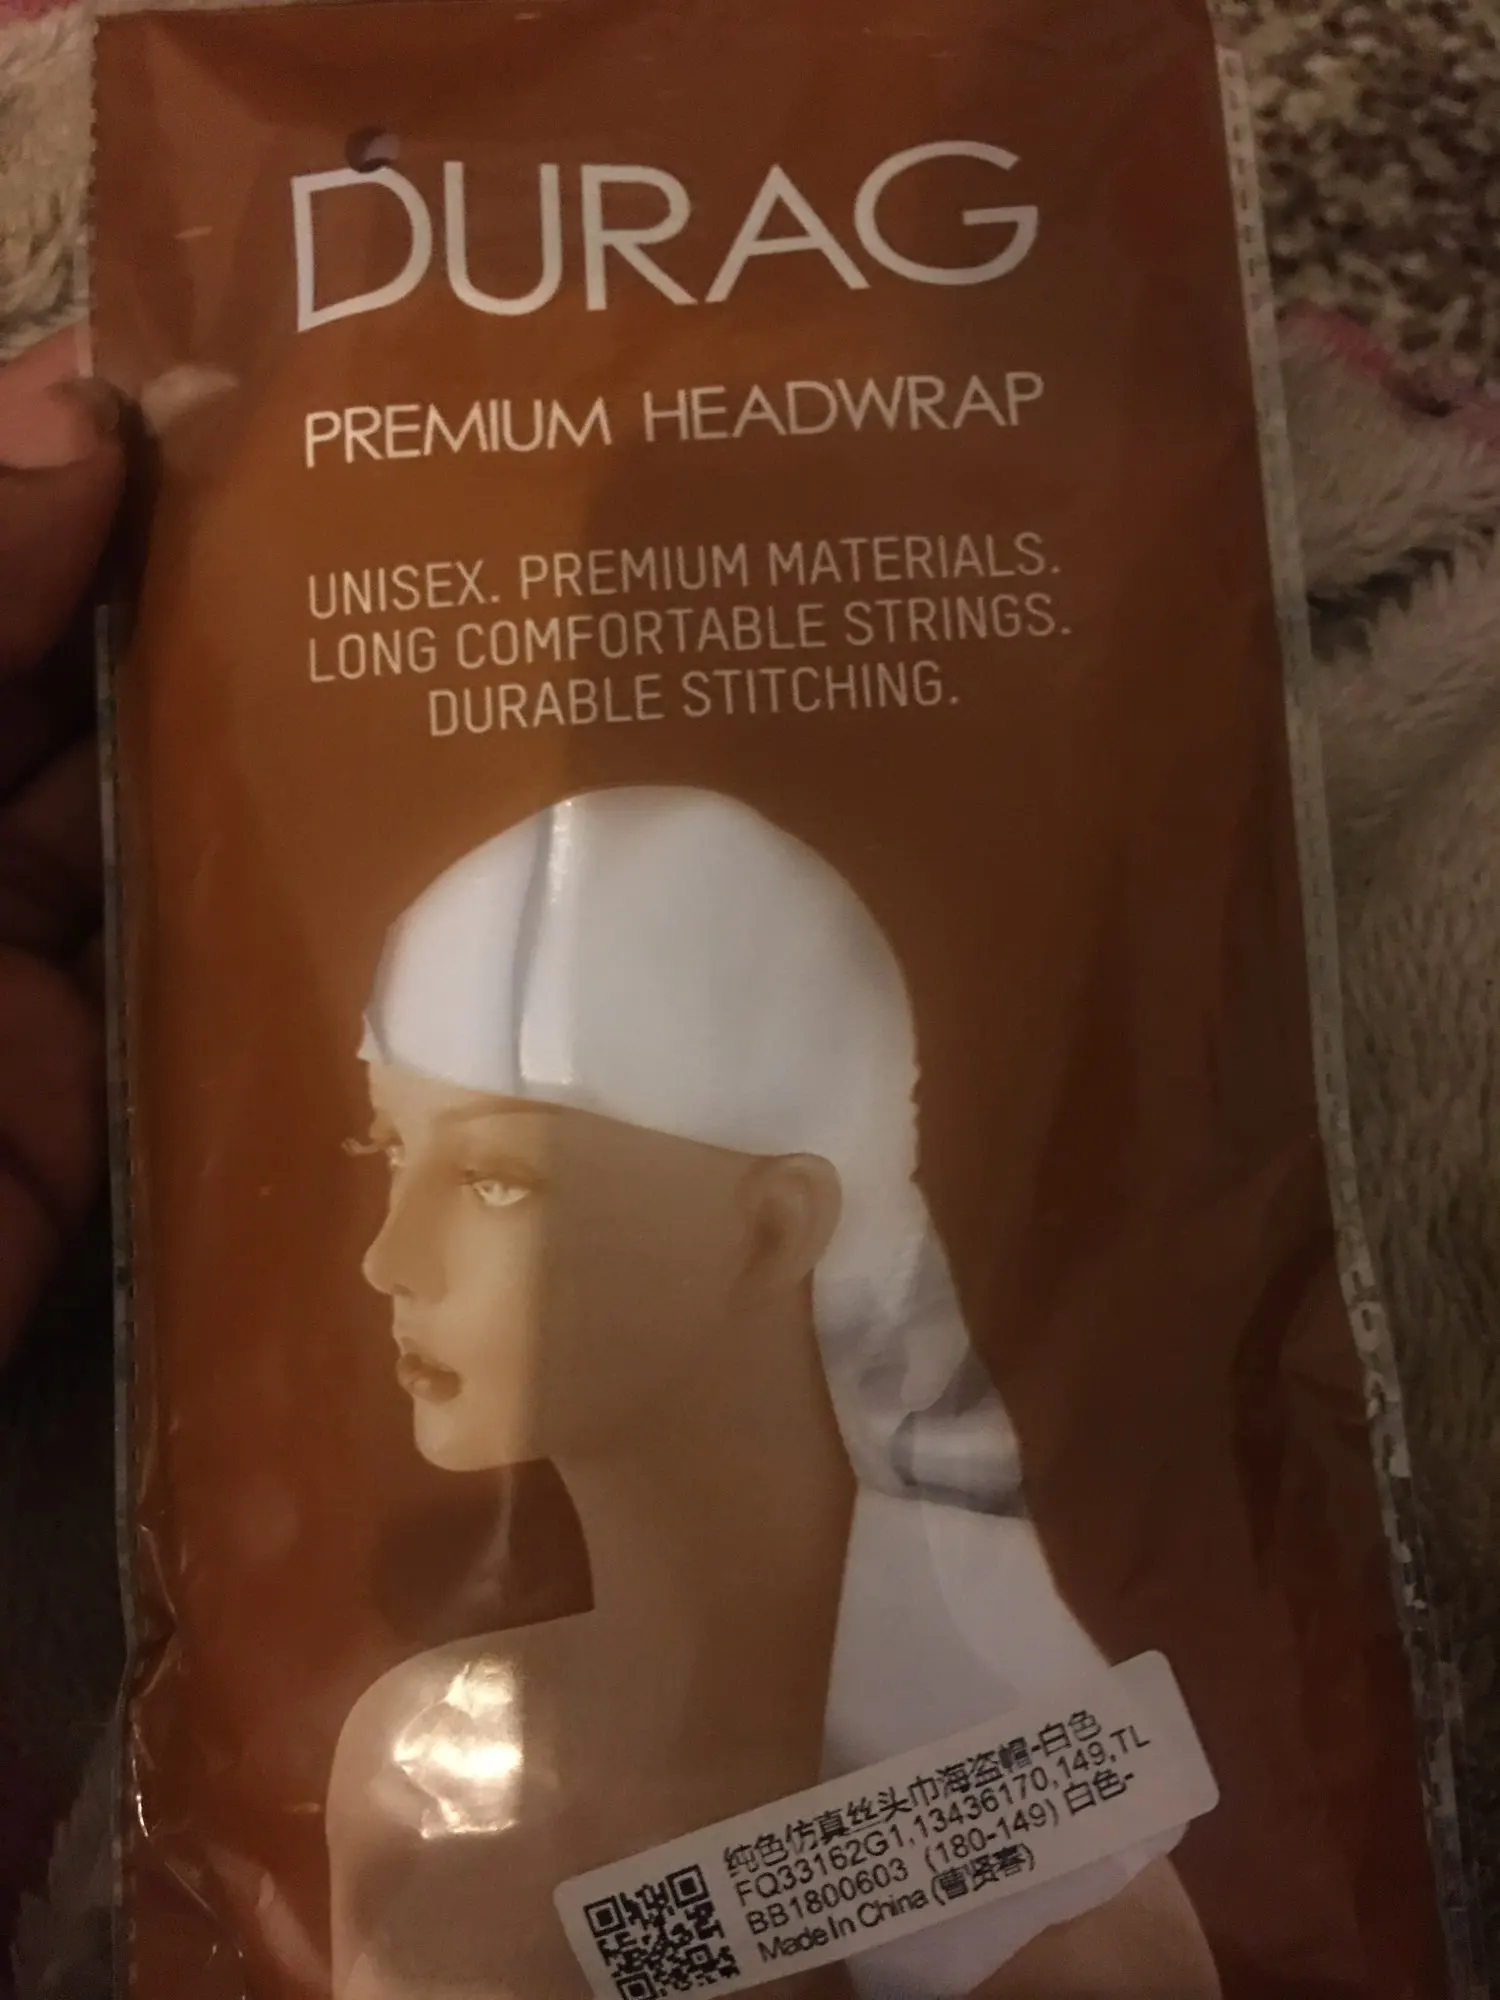 DURAG
PREMIUM HEADWRAP
UNISEX. PREMIUM MATERIALS.
LONG COMFORTABLE STRINGS.
DURABLE STITCHING.
纯色仿真丝头巾海盗帽-白色
FQ33162G1,13436170,149,TL
BB1800603 (180-149) 白色-
Made In China (曹贤春)